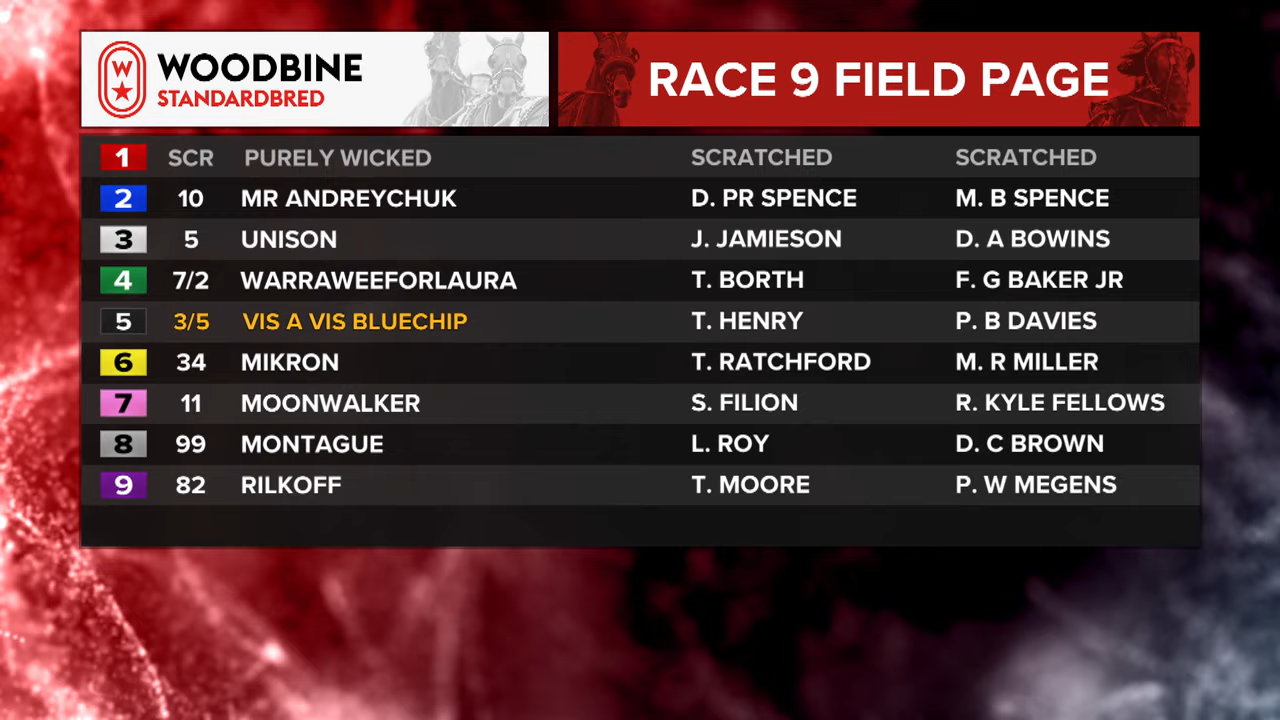 W
WOODBINE
STANDARDBRED
RACE 9 FIELD PAGE
1 SCR PURELY WICKED SCRATCHED SCRATCHED
2 10 MR ANDREYCHUK D. PR SPENCE M. B SPENCE
3 5 UNISON J. JAMIESON D. A BOWINS
4 7/2 WARRAWEEFORLAURA T. BORTH F. G BAKER JR
5 3/5 VIS A VIS BLUECHIP T. HENRY P. B DAVIES
6 34 MIKRON T. RATCHFORD M. R MILLER
7 11 MOONWALKER S. FILION R. KYLE FELLOWS
8 99 MONTAGUE L. ROY D. C BROWN
9 82 RILKOFF T. MOORE P. W MEGENS